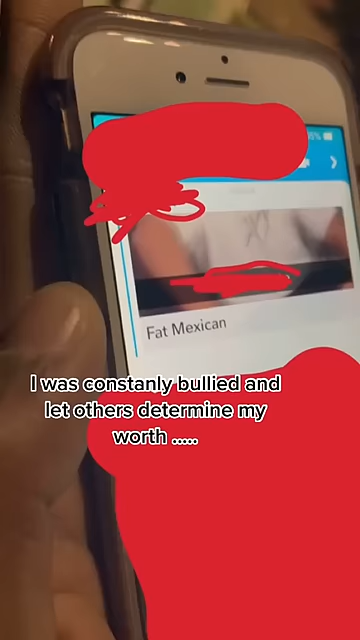 Fat Mexican
I was constanly bullied and
let others determine my
worth .....